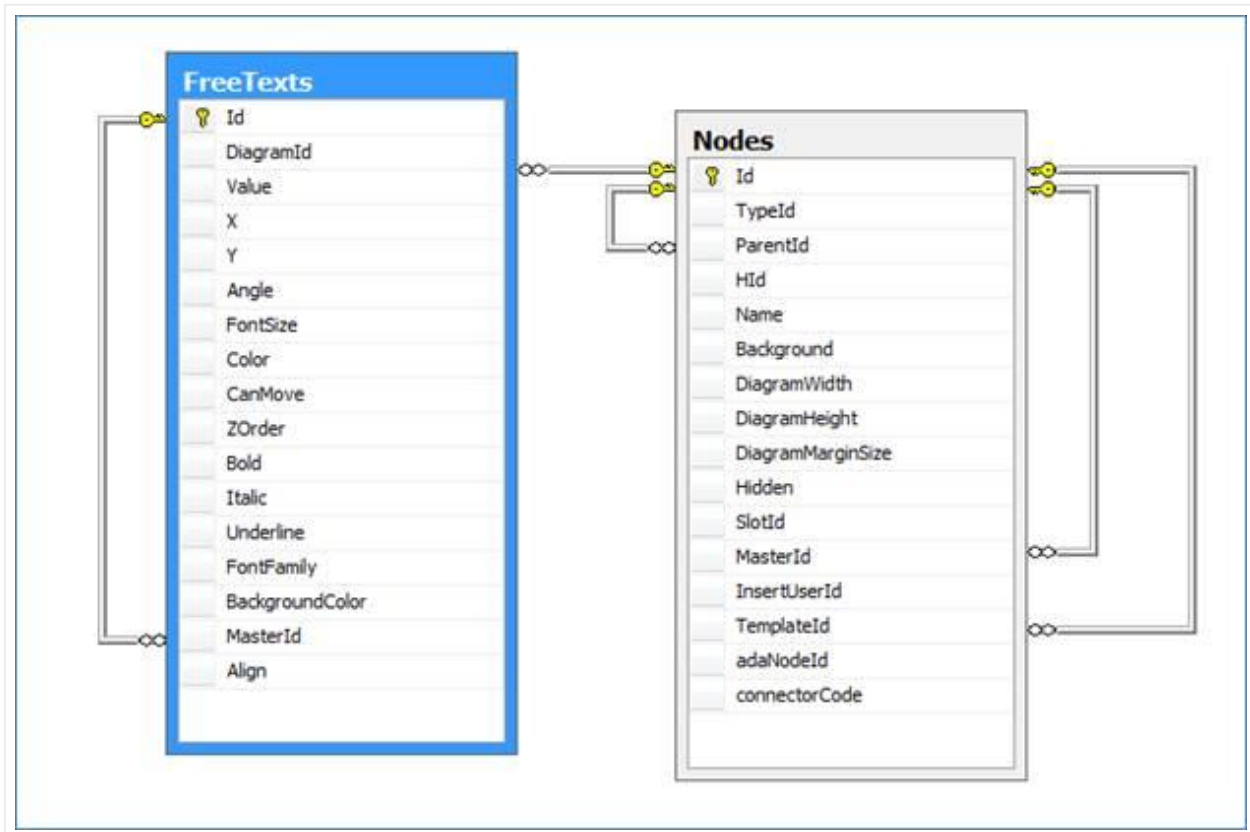 FreeTexts
Id
DiagramId
Value
X
Y
Angle
FontSize
Color
CanMove
ZOrder
Bold
Italic
Underline
FontFamily
BackgroundColor
MasterId
Align
Nodes
Id
TypeId
ParentId
HId
Name
Background
DiagramWidth
DiagramHeight
DiagramMarginSize
Hidden
SlotId
MasterId
InsertUserId
TemplateId
adaNodeId
connectorCode